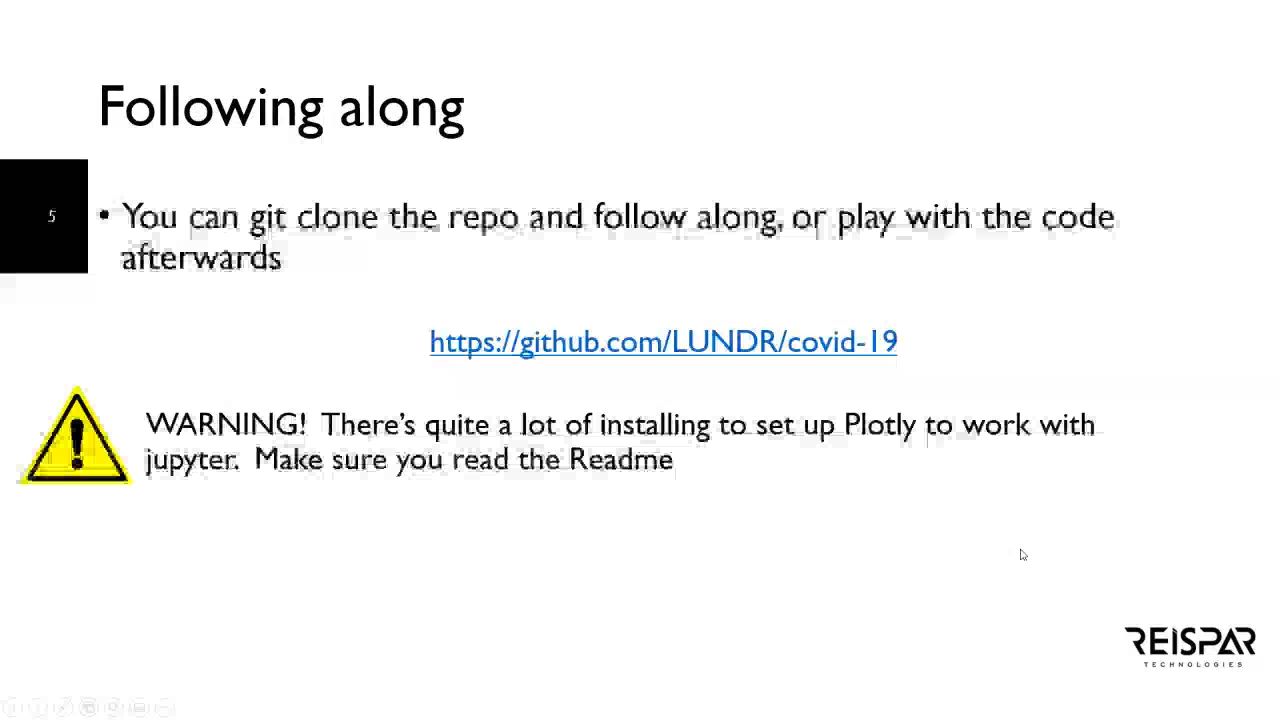 Following along
5
• You can git clone the repo and follow along, or play with the code
afterwards
https://github.com/LUNDR/covid-19
WARNING! There's quite a lot of installing to set up Plotly to work with
jupyter. Make sure you read the Readme
REISPAR
TECHNOLOGIES